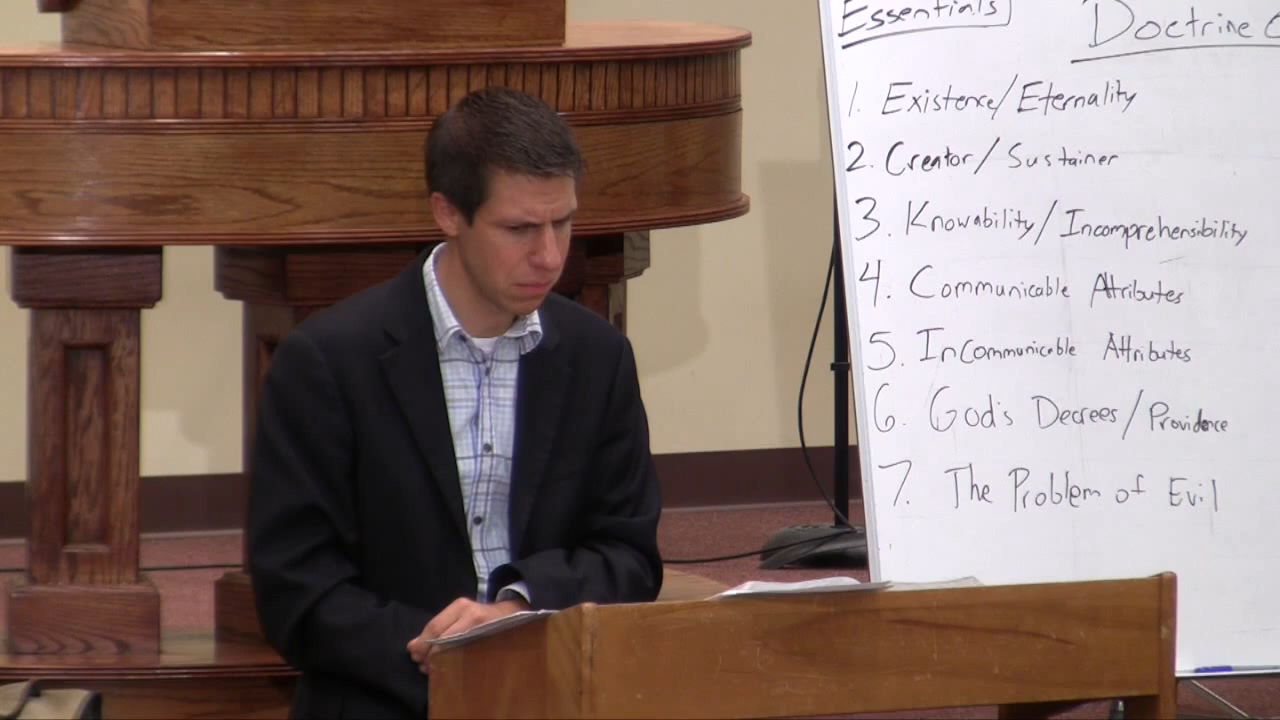 Essentials
Doctrine
1. Existence/Eternality
2. Creator/Sustainer
3. Knowability/Incomprehensibility
4. Communicable Attributes
5. Incommunicable Attributes
6. God's Decrees/Providence
7. The Problem of Evil